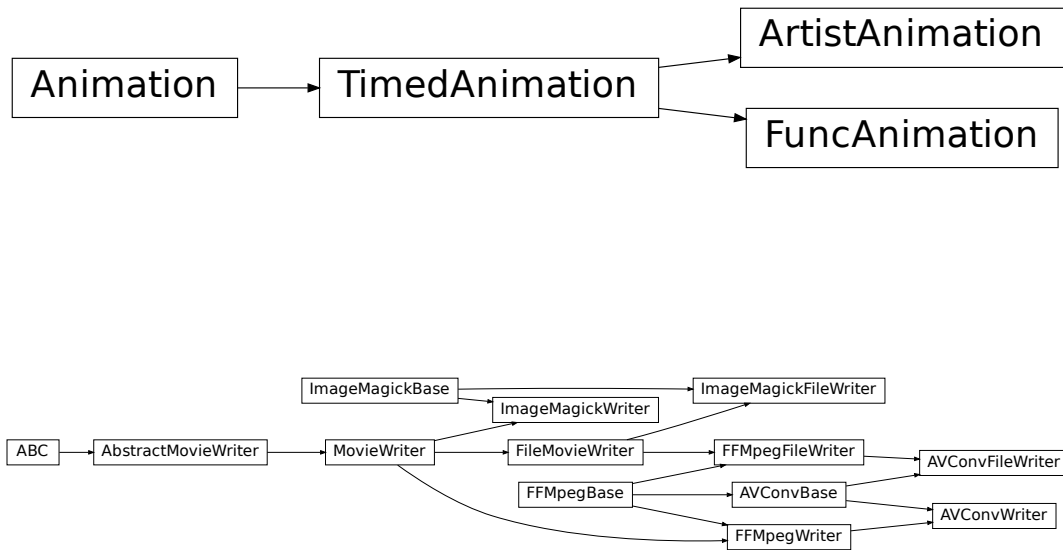 ArtistAnimation
Animation
TimedAnimation
FuncAnimation
ImageMagickBase
ImageMagickFileWriter
ImageMagickWriter
ABC
AbstractMovieWriter
MovieWriter
FileMovieWriter
FFMpegFileWriter
AVConvFileWriter
FFMpegBase
AVConvBase
AVConvWriter
FFMpegWriter